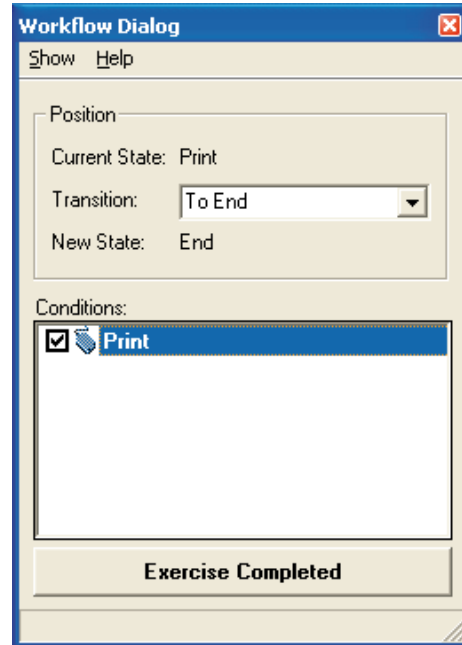 Workflow Dialog
Show Help
Position
Current State: Print
Transition: To End
New State: End
Conditions:
Print
Exercise Completed